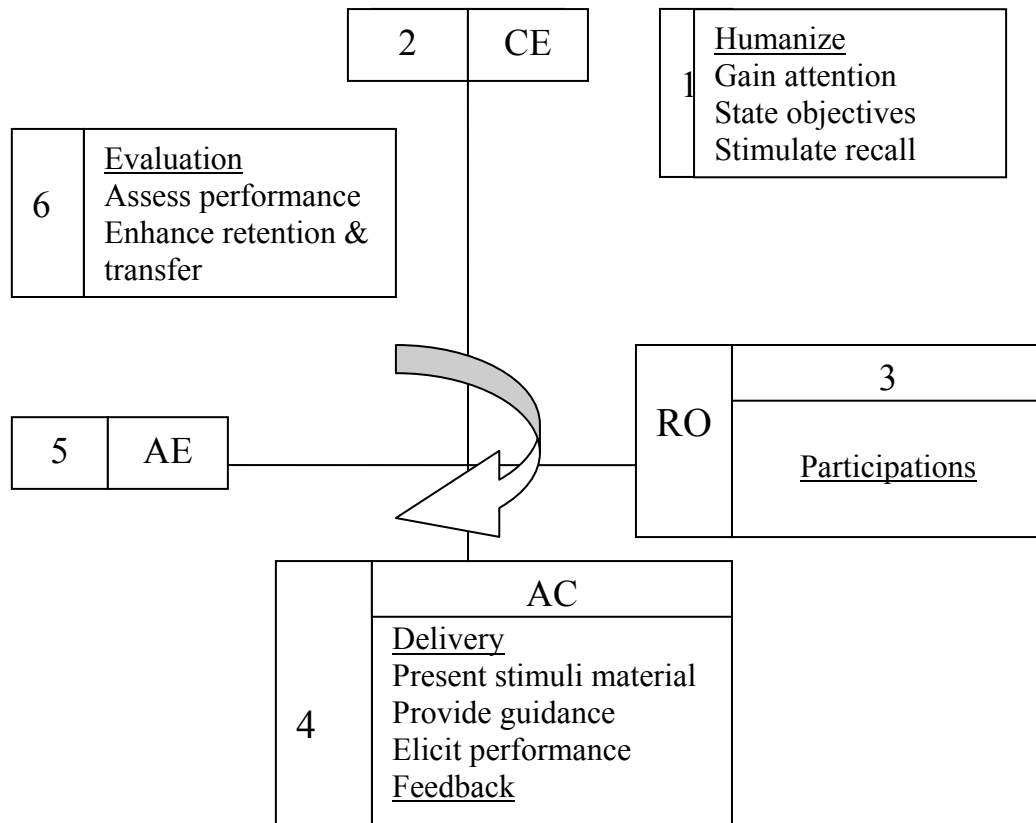 2 CE
1
Humanize
Gain attention
State objectives
Stimulate recall
6
Evaluation
Assess performance
Enhance retention &
transfer
RO
3
Participations
5 AE
4
AC
Delivery
Present stimuli material
Provide guidance
Elicit performance
Feedback